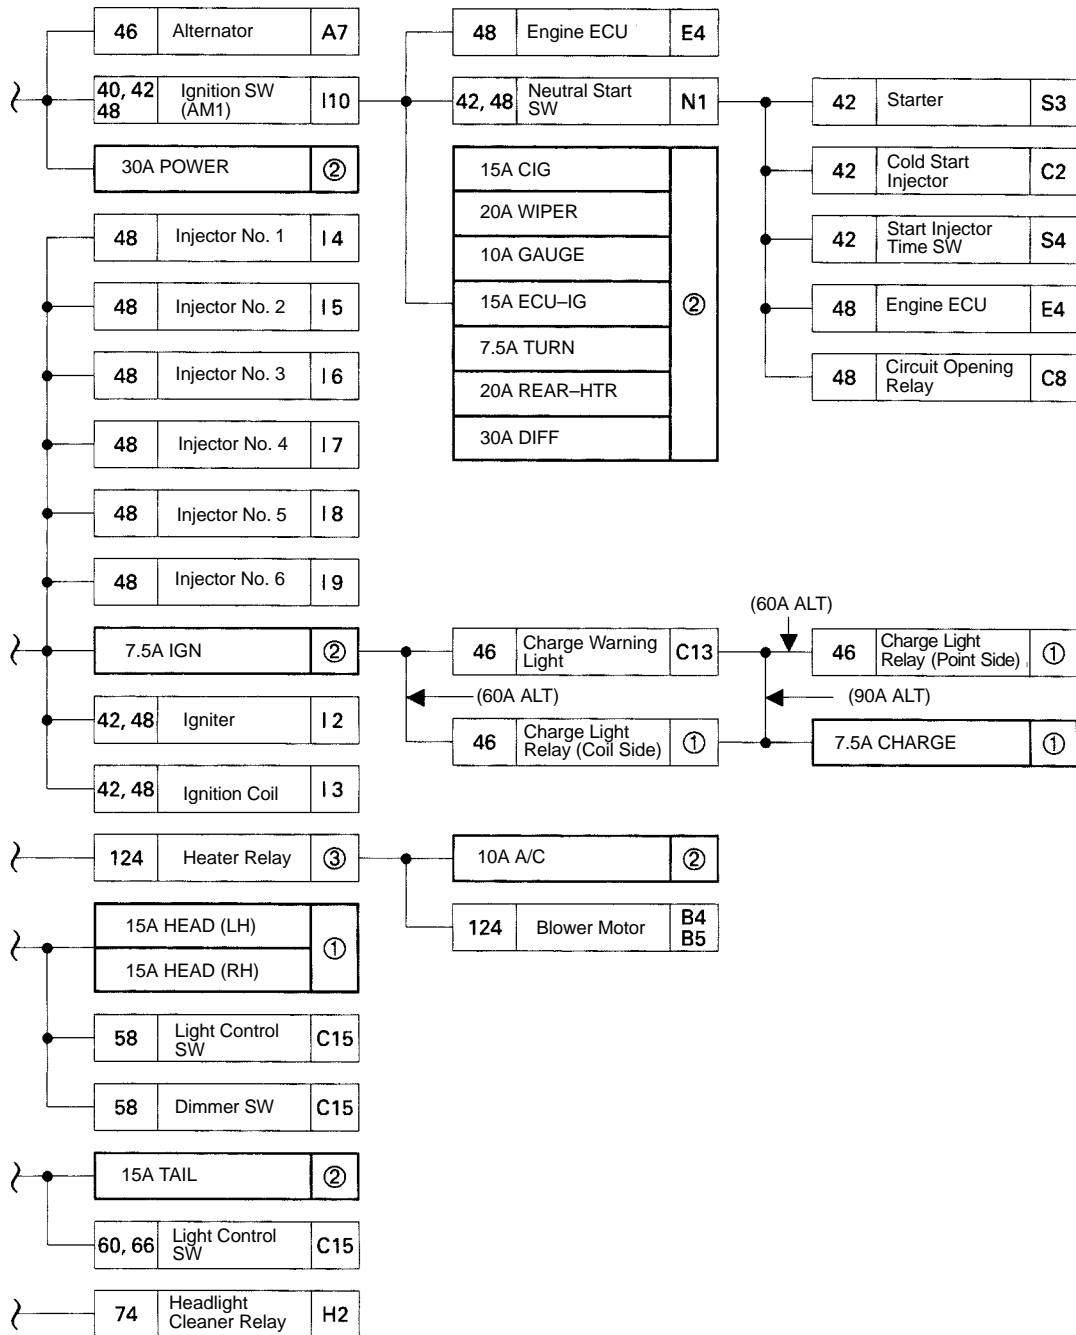 46 Alternator A7
40, 42 48 Ignition SW (AM1) I10
30A POWER ②
48 Injector No. 1 I4
48 Injector No. 2 I5
48 Injector No. 3 I6
48 Injector No. 4 I7
48 Injector No. 5 I8
48 Injector No. 6 I9
7.5A IGN ②
42, 48 Igniter I2
42, 48 Ignition Coil I3
124 Heater Relay ③
15A HEAD (LH)
15A HEAD (RH)
①
58 Light Control SW C15
58 Dimmer SW C15
15A TAIL ②
60, 66 Light Control SW C15
74 Headlight Cleaner Relay H2
48 Engine ECU E4
42, 48 Neutral Start SW N1
15A CIG
20A WIPER
10A GAUGE
15A ECU–IG
7.5A TURN
20A REAR–HTR
30A DIFF
②
46 Charge Warning Light C13
(60A ALT)
46 Charge Light Relay (Coil Side) ①
10A A/C ②
124 Blower Motor B4 B5
42 Starter S3
42 Cold Start Injector C2
42 Start Injector Time SW S4
48 Engine ECU E4
48 Circuit Opening Relay C8
(60A ALT)
46 Charge Light Relay (Point Side) ①
(90A ALT)
7.5A CHARGE ①